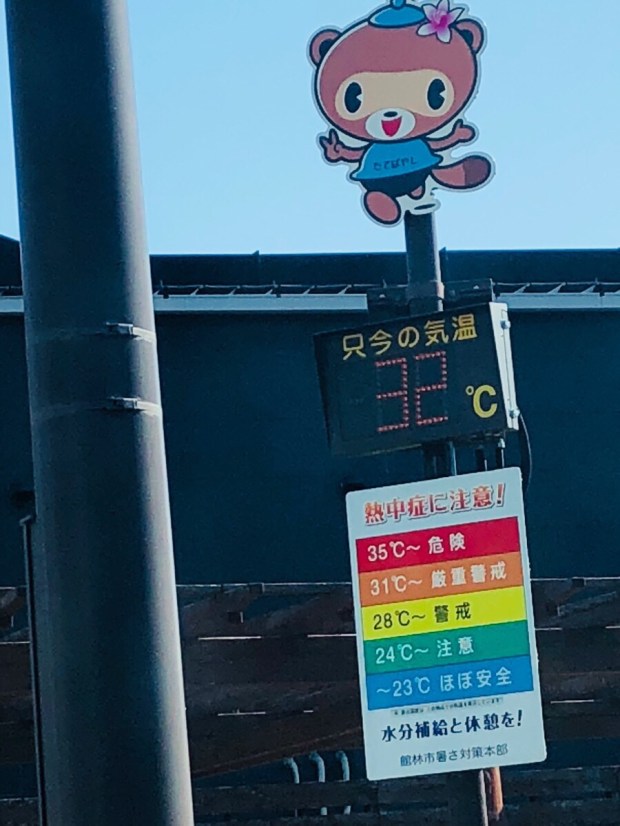 たてばやし
只今の気温
32 ℃
熱中症に注意!
35℃～ 危険
31℃～ 厳重警戒
28℃～ 警戒
24℃～ 注意
～23℃ ほぼ安全
水分補給と休憩を!
館林市暑さ対策本部